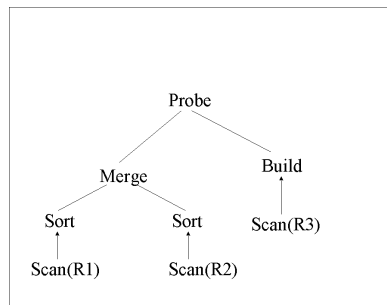 Probe
Merge
Build
Sort
Sort
Scan(R3)
Scan(R1)
Scan(R2)